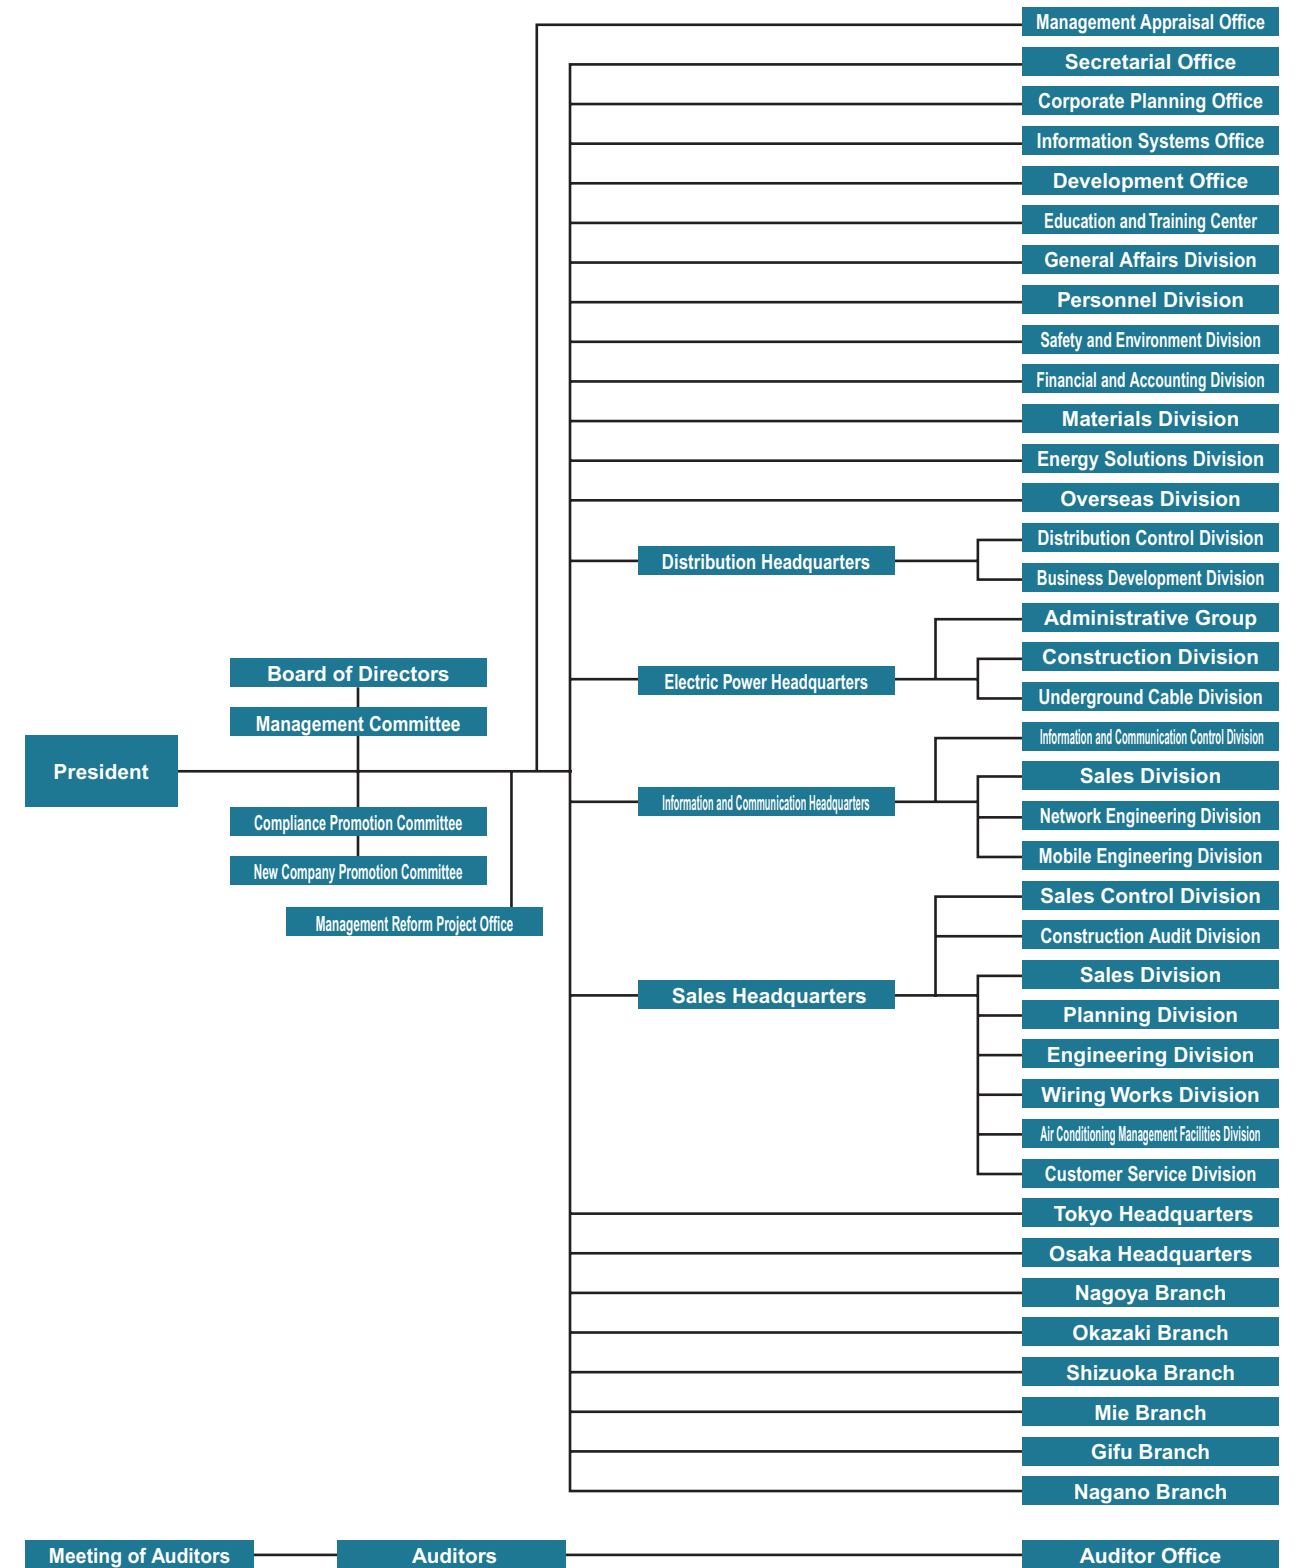 Management Appraisal Office
Secretarial Office
Corporate Planning Office
Information Systems Office
Development Office
Education and Training Center
General Affairs Division
Personnel Division
Safety and Environment Division
Financial and Accounting Division
Materials Division
Energy Solutions Division
Overseas Division
Distribution Headquarters
Distribution Control Division
Business Development Division
Electric Power Headquarters
Administrative Group
Construction Division
Underground Cable Division
Board of Directors
Management Committee
President
Compliance Promotion Committee
New Company Promotion Committee
Management Reform Project Office
Information and Communication Headquarters
Information and Communication Control Division
Sales Division
Network Engineering Division
Mobile Engineering Division
Sales Headquarters
Sales Control Division
Construction Audit Division
Sales Division
Planning Division
Engineering Division
Wiring Works Division
Air Conditioning Management Facilities Division
Customer Service Division
Tokyo Headquarters
Osaka Headquarters
Nagoya Branch
Okazaki Branch
Shizuoka Branch
Mie Branch
Gifu Branch
Nagano Branch
Meeting of Auditors
Auditors
Auditor Office